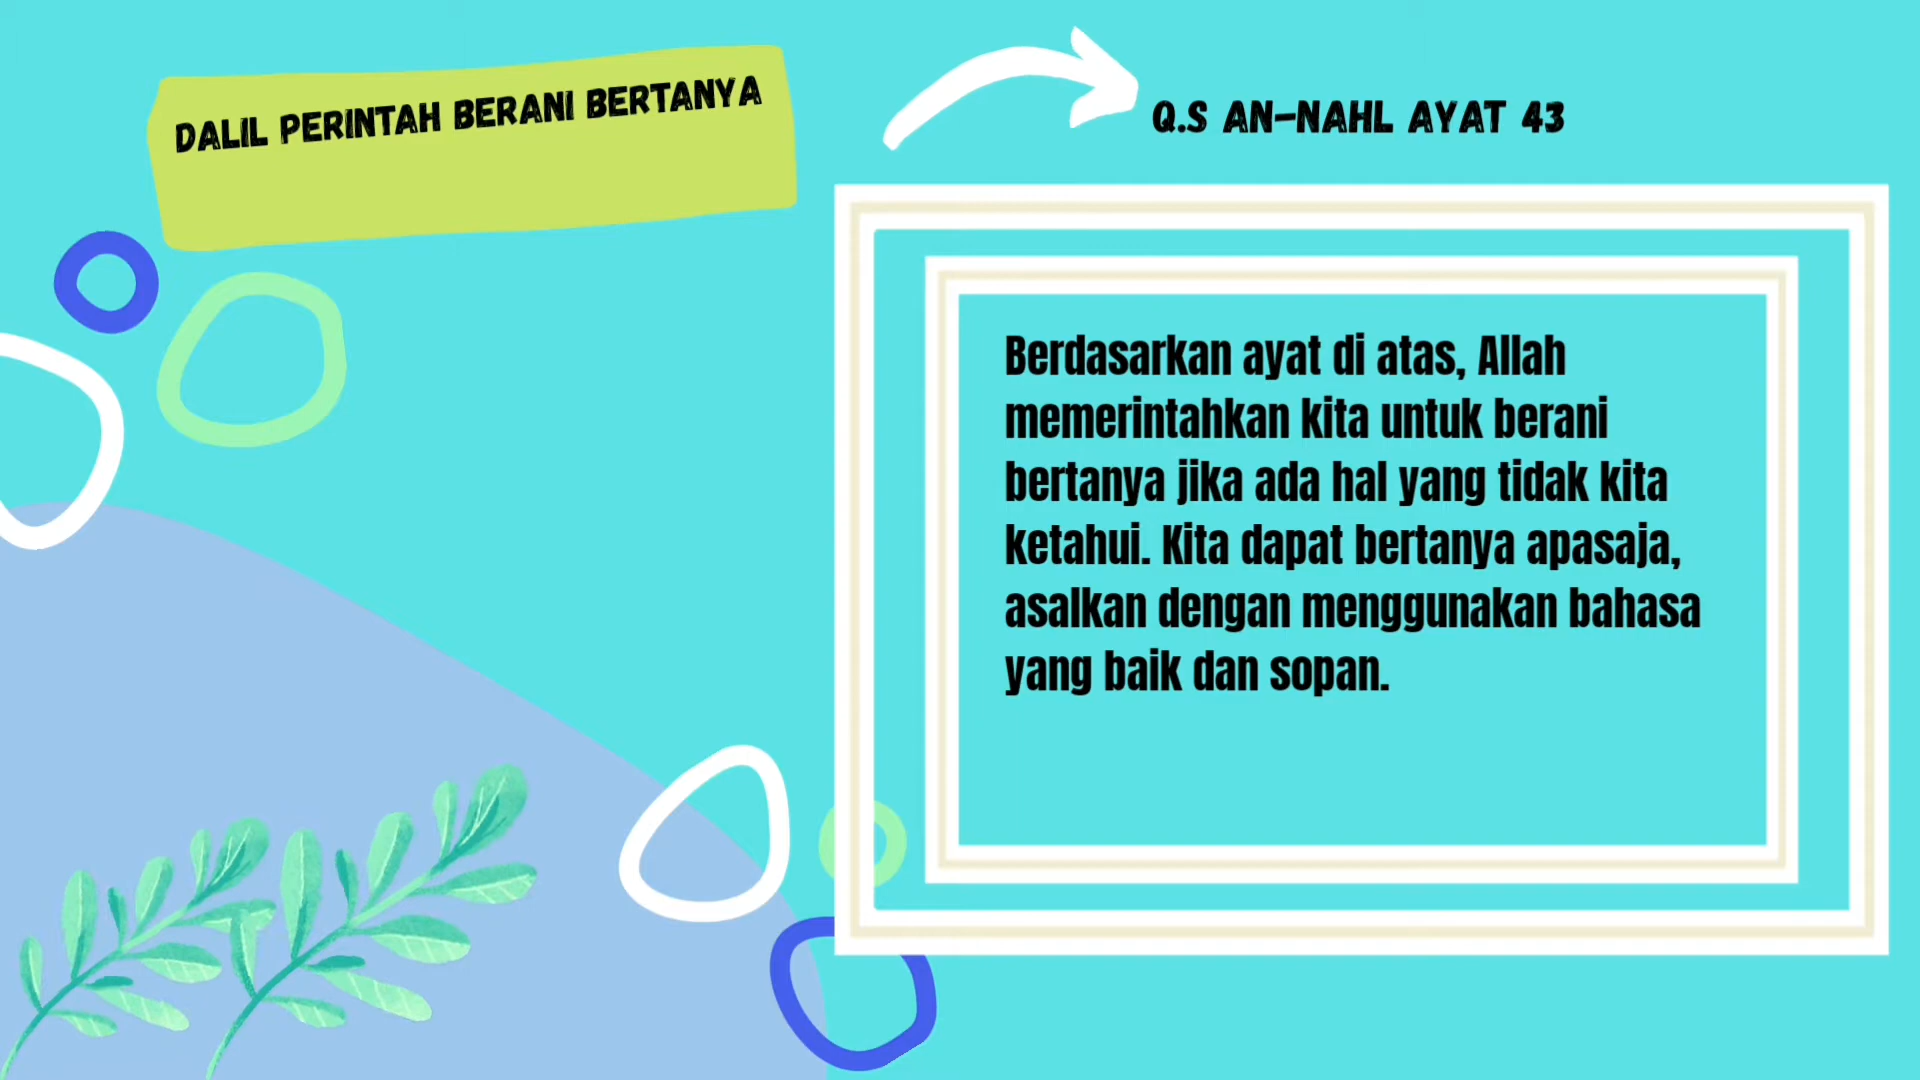 DALIL PERINTAH BERANI BERTANYA
Q.S AN-NAHL AYAT 43
Berdasarkan ayat di atas, Allah
memerintahkan kita untuk berani
bertanya jika ada hal yang tidak kita
ketahui. Kita dapat bertanya apasaja,
asalkan dengan menggunakan bahasa
yang baik dan sopan.